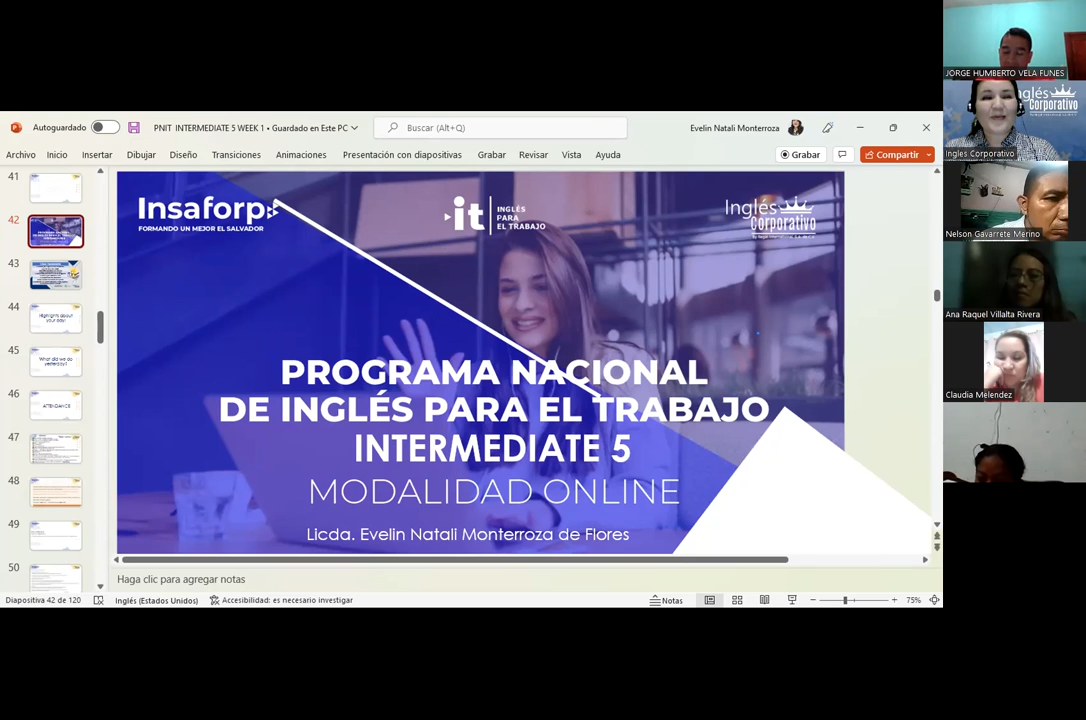 Autoguardado
PNIT INTERMEDIATE 5 WEEK 1 • Guardado en Este PC
Buscar (Alt+Q)
Evelin Natali Monterroza
Archivo Inicio Insertar Dibujar Diseño Transiciones Animaciones Presentación con diapositivas Grabar Revisar Vista Ayuda
Grabar
Compartir
41
42
43
44
Highlights about
your day!
45
What did we do
yesterday?
46
ATTENDANCE
47
48
49
50
Insaforp
FORMANDO UN MEJOR EL SALVADOR
it
INGLÉS
PARA
EL TRABAJO
Inglés
Corporativo
PROGRAMA NACIONAL
DE INGLÉS PARA EL TRABAJO
INTERMEDIATE 5
MODALIDAD ONLINE
Licda. Evelin Natali Monterroza de Flores
Haga clic para agregar notas
Diapositiva 42 de 120
Inglés (Estados Unidos)
Accesibilidad: es necesario investigar
Notas
75%
JORGE HUMBERTO VELA FUNES
Inglés
Corporativo
Ingles Corporativo
Nelson Gavarrete Merino
Ana Raquel Villalta Rivera
Claudia Melendez